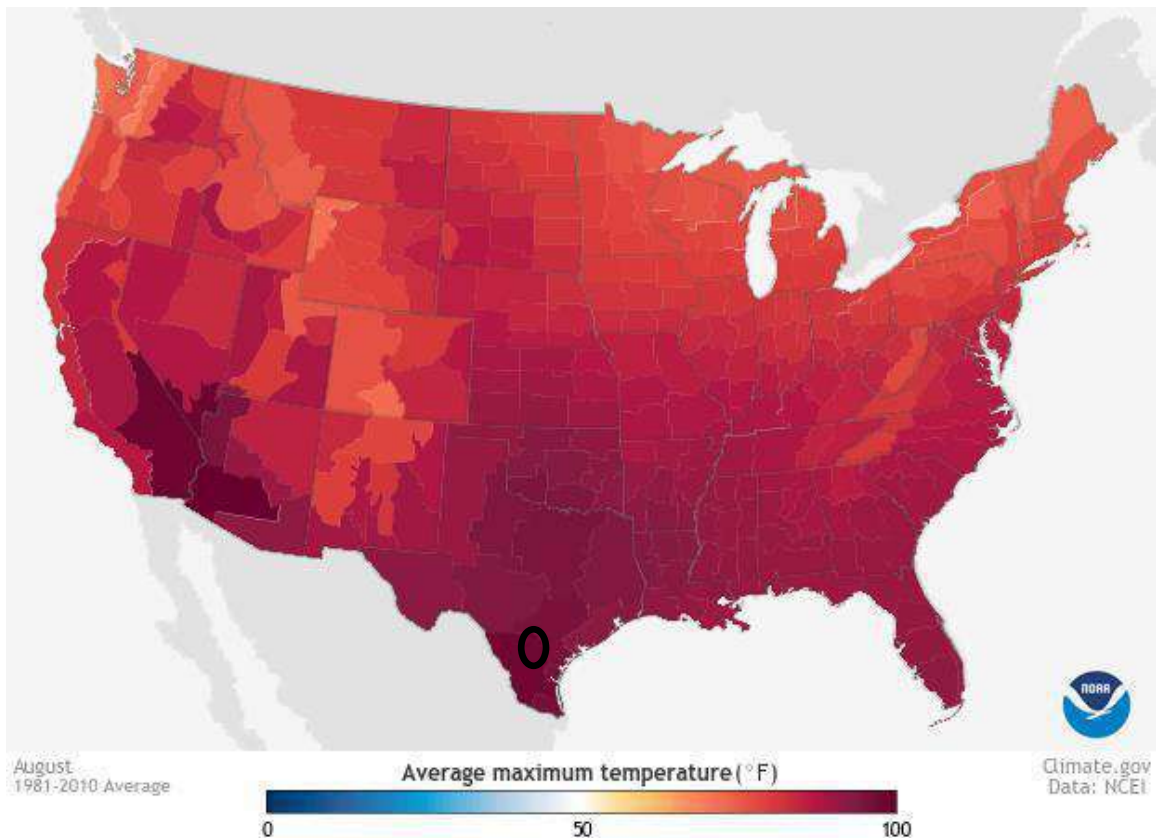 NOAA
August
1981-2010 Average
Average maximum temperature (°F)
0 50 100
Climate.gov
Data: NCEI